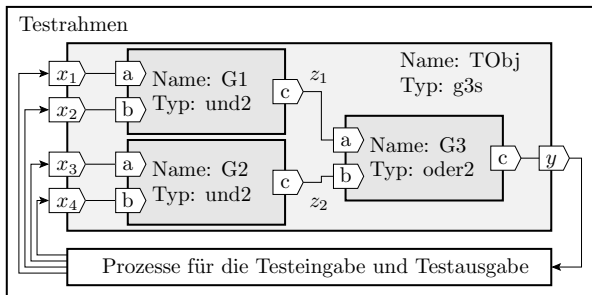 Testrahmen
Name: TObj
Typ: g3s
x₁
a
Name: G1
Typ: und2
c
z₁
x₂
b
x₃
a
Name: G2
Typ: und2
c
z₂
x₄
b
a
Name: G3
Typ: oder2
b
c
y
Prozesse für die Testeingabe und Testausgabe